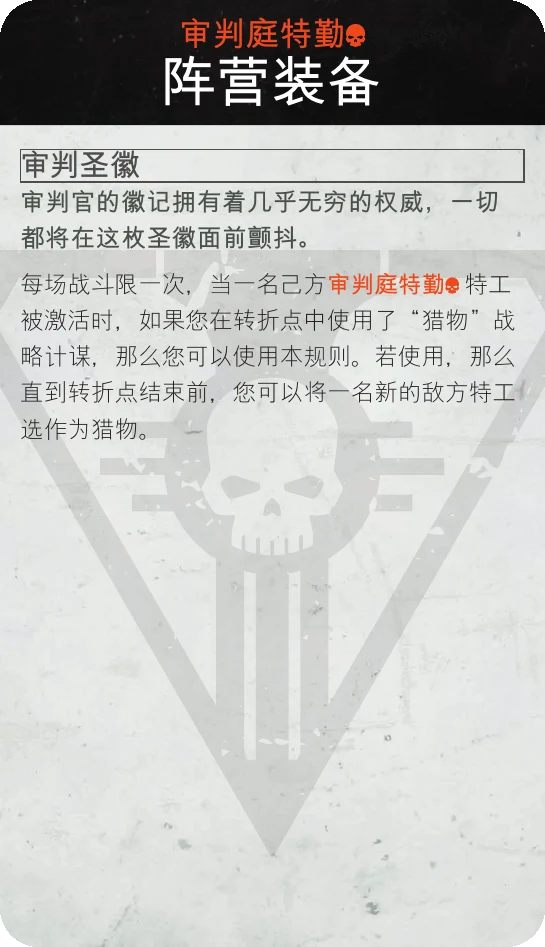 审判庭特勤
阵营装备
审判圣徽
审判官的徽记拥有着几乎无穷的权威，一切
都将在这枚圣徽面前颤抖。
每场战斗限一次，当一名己方审判庭特勤特工
被激活时，如果您在转折点中使用了“猎物”战
略计谋，那么您可以使用本规则。若使用，那么
直到转折点结束前，您可以将一名新的敌方特工
选作为猎物。